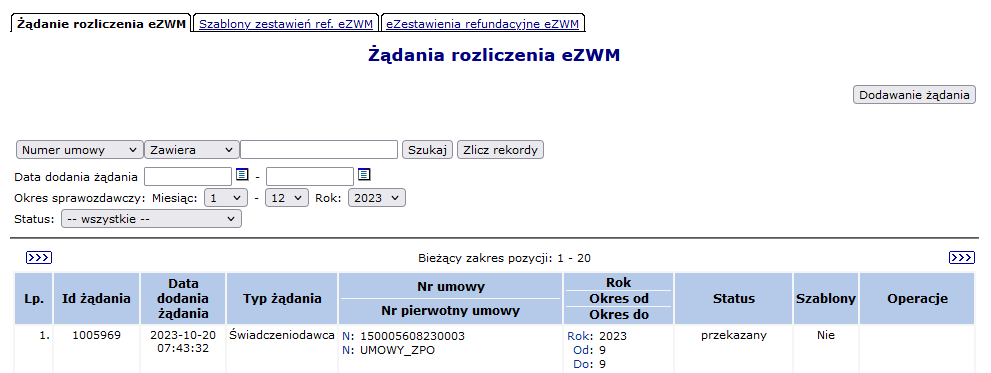 Żądanie rozliczenia eZWM Szablony zestawień ref. eZWM eZestawienia refundacyjne eZWM
Żądania rozliczenia eZWM
Dodawanie żądania
Numer umowy Zawiera Szukaj Zlicz rekordy
Data dodania żądania -
Okres sprawozdawczy: Miesiąc: 1 - 12 Rok: 2023
Status: -- wszystkie --
>>> Bieżący zakres pozycji: 1 - 20 >>>
Lp. Id żądania Data dodania żądania Typ żądania Nr umowy Nr pierwotny umowy Rok Okres od Okres do Status Szablony Operacje
1. 1005969 2023-10-20 Świadczeniodawca N: 150005608230003 Rok: 2023 przekazany Nie
07:43:32 N: UMOWY_ZPO Od: 9
Do: 9